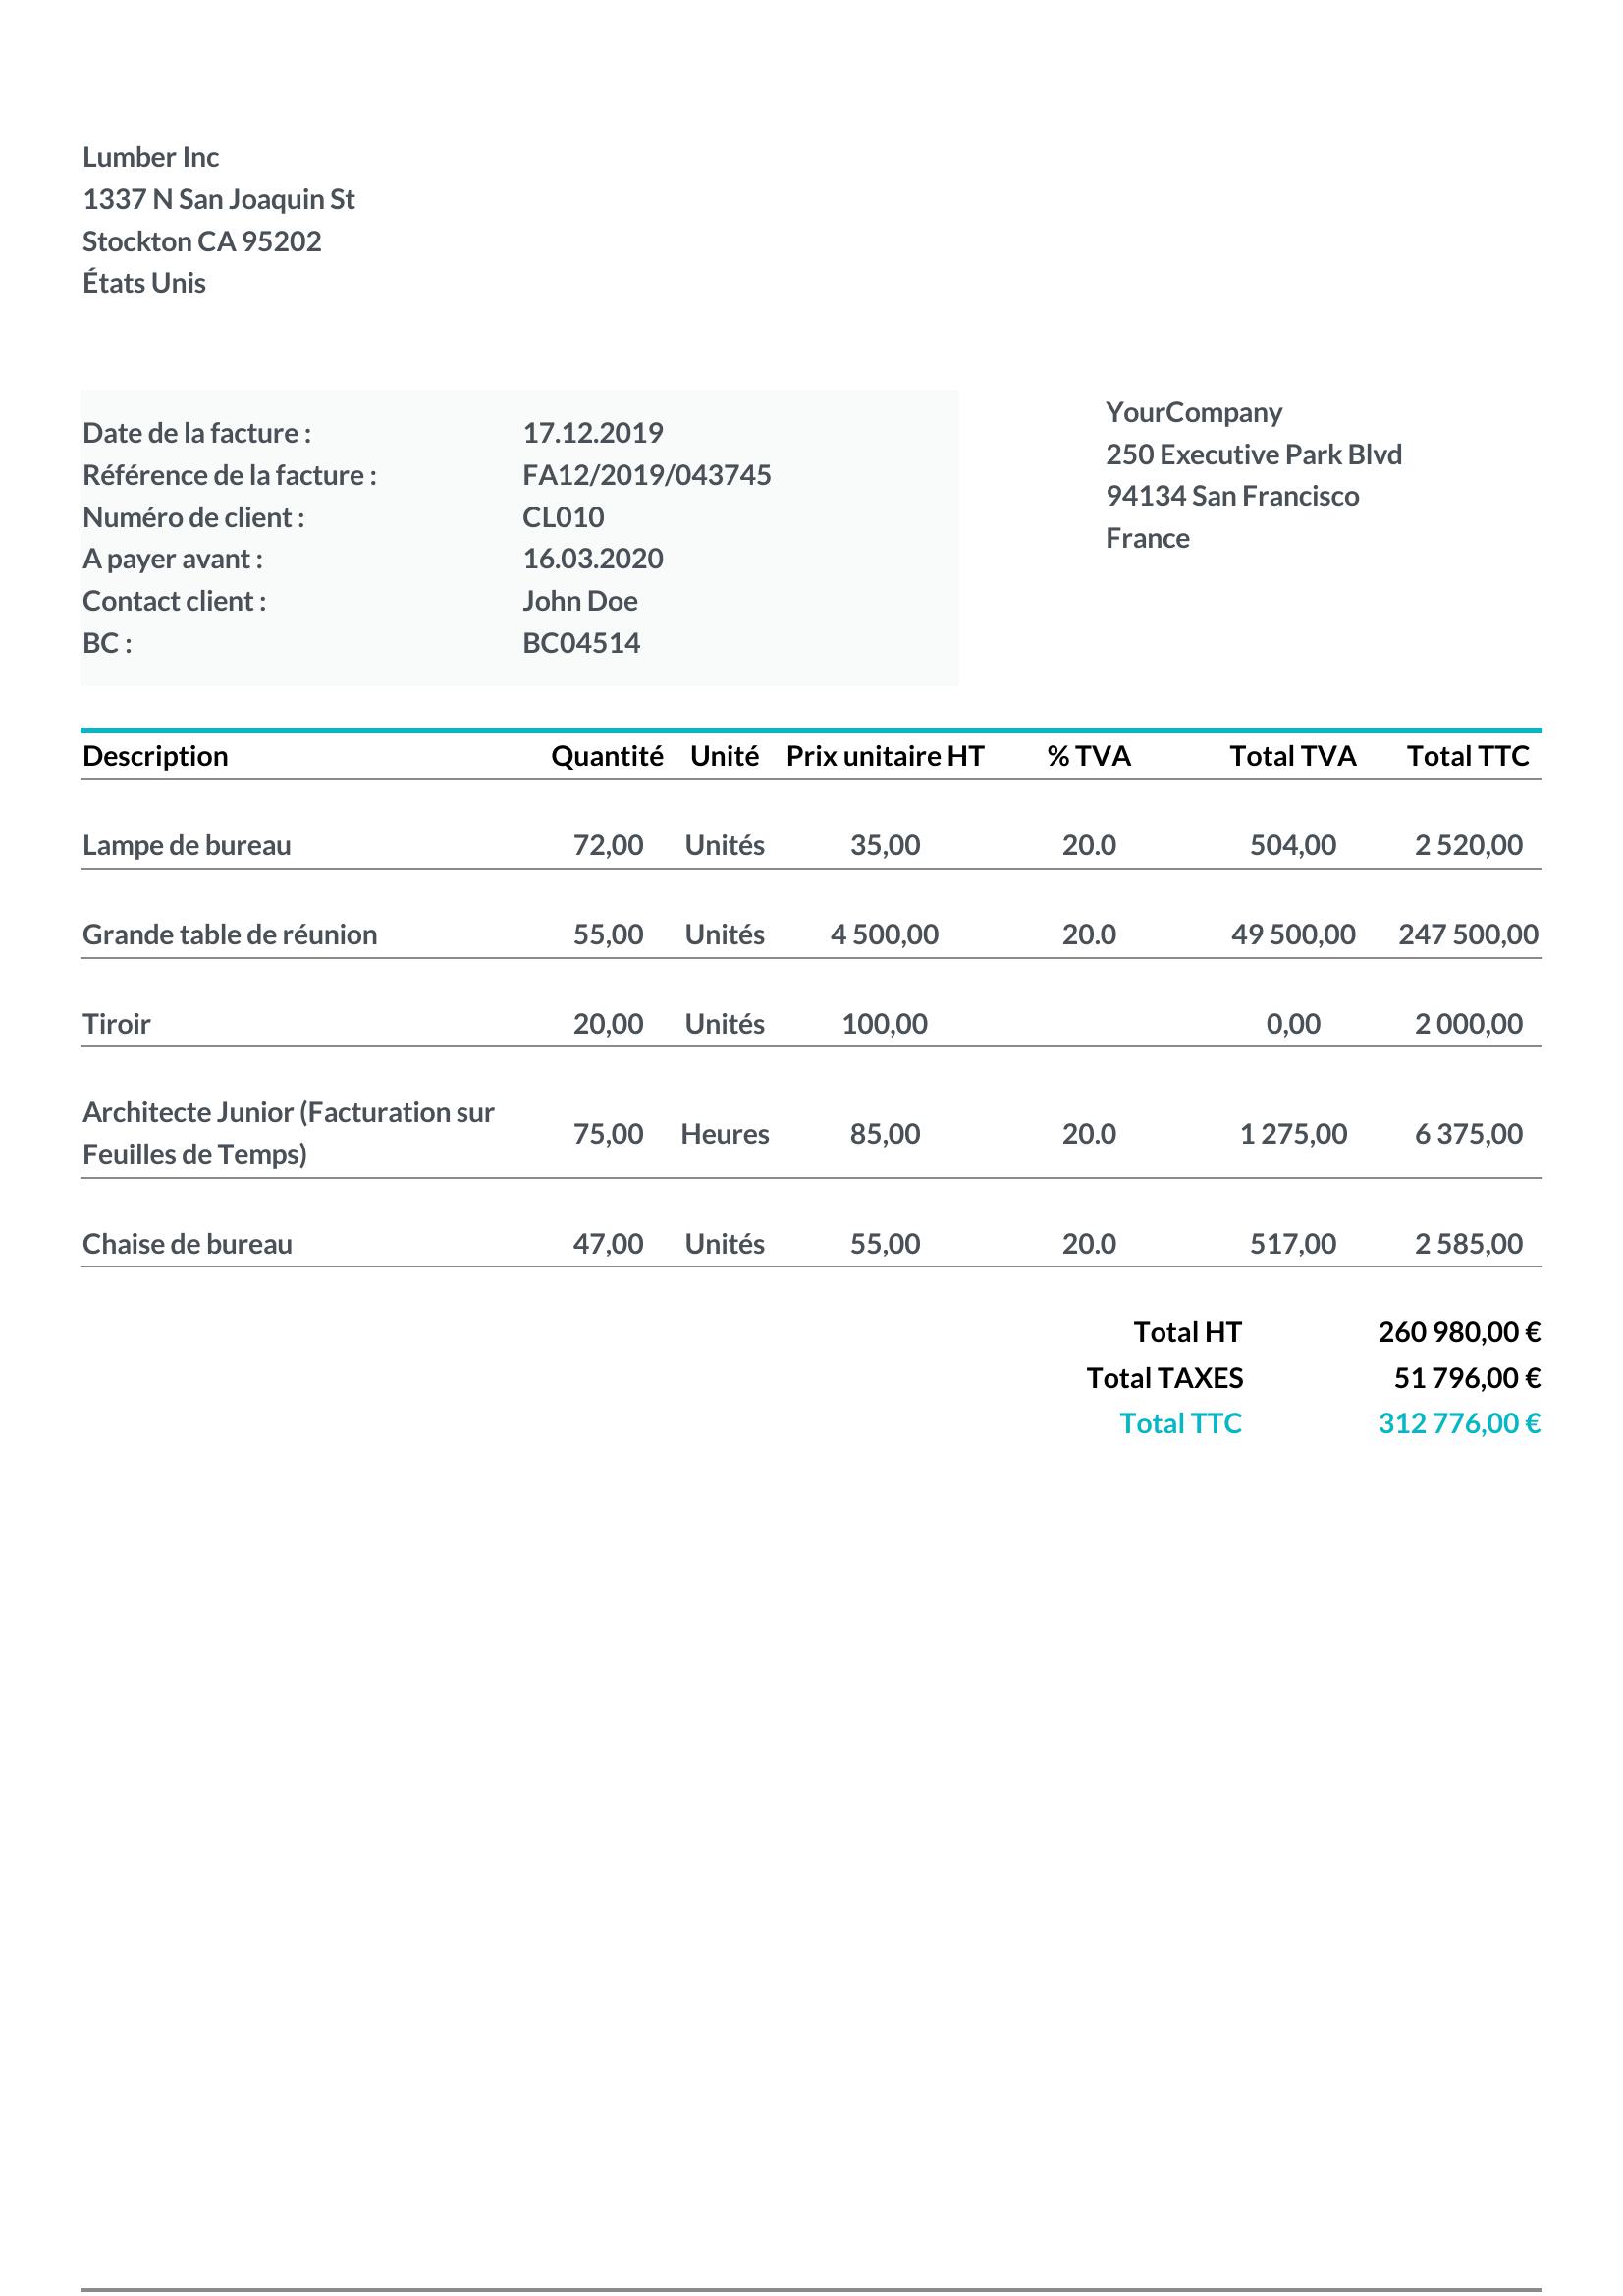 Lumber Inc
1337 N San Joaquin St
Stockton CA 95202
États Unis
Date de la facture : 17.12.2019
Référence de la facture : FA12/2019/043745
Numéro de client : CL010
A payer avant : 16.03.2020
Contact client : John Doe
BC : BC04514
YourCompany
250 Executive Park Blvd
94134 San Francisco
France
Description Quantité Unité Prix unitaire HT % TVA Total TVA Total TTC
Lampe de bureau 72,00 Unités 35,00 20.0 504,00 2 520,00
Grande table de réunion 55,00 Unités 4 500,00 20.0 49 500,00 247 500,00
Tiroir 20,00 Unités 100,00 0,00 2 000,00
Architecte Junior (Facturation sur
Feuilles de Temps) 75,00 Heures 85,00 20.0 1 275,00 6 375,00
Chaise de bureau 47,00 Unités 55,00 20.0 517,00 2 585,00
Total HT 260 980,00 €
Total TAXES 51 796,00 €
Total TTC 312 776,00 €